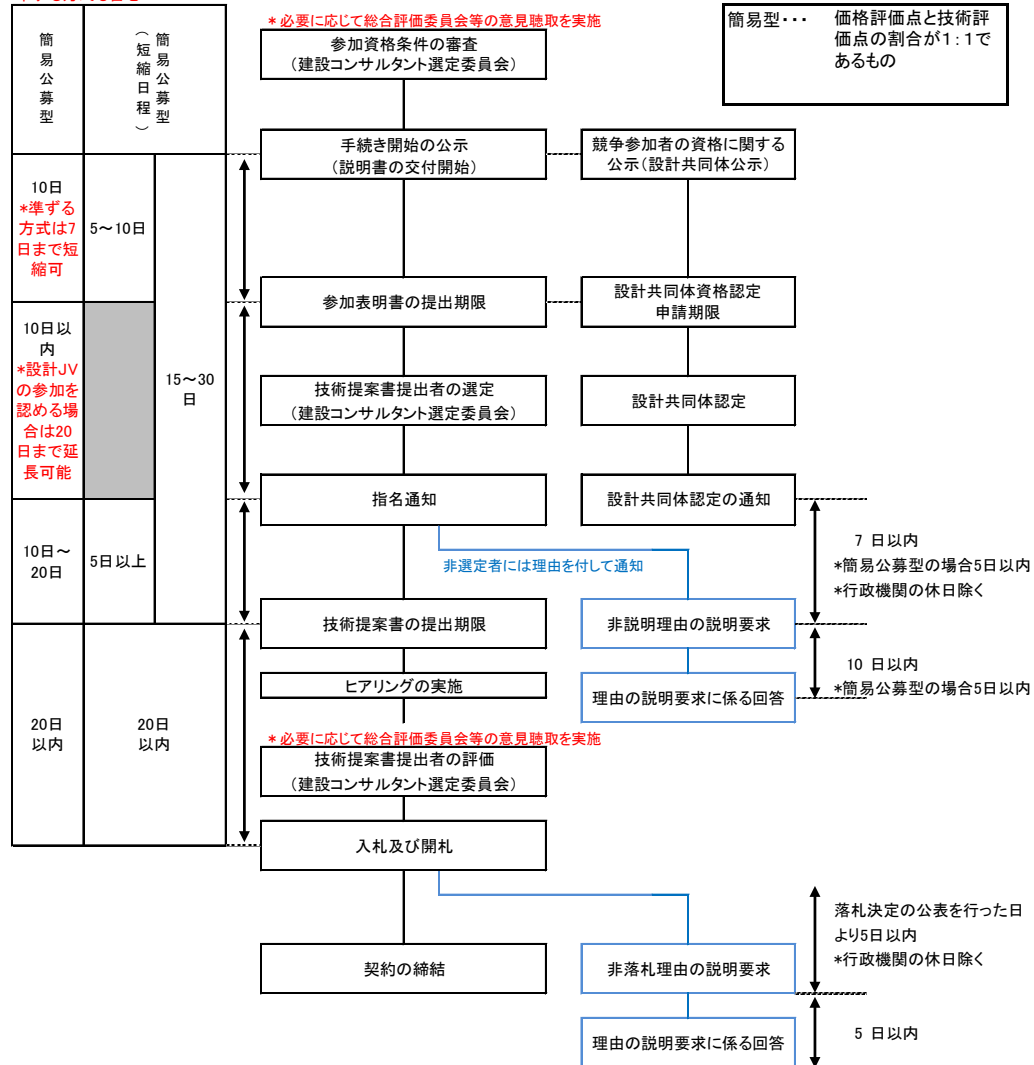 *必要に応じて総合評価委員会等の意見聴取を実施
簡易型・・・
価格評価点と技術評
価点の割合が1:1で
あるもの
簡易公募型
簡易公募型
(短縮日程)
参加資格条件の審査
(建設コンサルタント選定委員会)
手続き開始の公示
(説明書の交付開始)
競争参加者の資格に関する
公示(設計共同体公示)
10日
*準ずる
方式は7
日まで短
縮可
5~10日
参加表明書の提出期限
設計共同体資格認定
申請期限
10日以
内
*設計JV
の参加を
認める場
合は20
日まで延
長可能
15~30
日
技術提案書提出者の選定
(建設コンサルタント選定委員会)
設計共同体認定
指名通知
設計共同体認定の通知
10日~
20日
5日以上
非選定者には理由を付して通知
7 日以内
*簡易公募型の場合5日以内
*行政機関の休日除く
技術提案書の提出期限
非説明理由の説明要求
10 日以内
*簡易公募型の場合5日以内
ヒアリングの実施
理由の説明要求に係る回答
20日
以内
20日
以内
*必要に応じて総合評価委員会等の意見聴取を実施
技術提案書提出者の評価
(建設コンサルタント選定委員会)
入札及び開札
落札決定の公表を行った日
より5日以内
*行政機関の休日除く
契約の締結
非落札理由の説明要求
理由の説明要求に係る回答
5 日以内